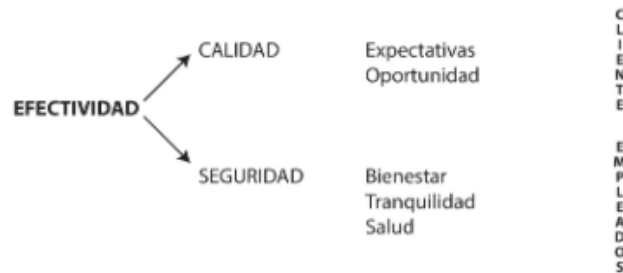 CALIDAD
Expectativas
Oportunidad
EFECTIVIDAD
SEGURIDAD
Bienestar
Tranquilidad
Salud
CLIENTE
EMPLEADOS